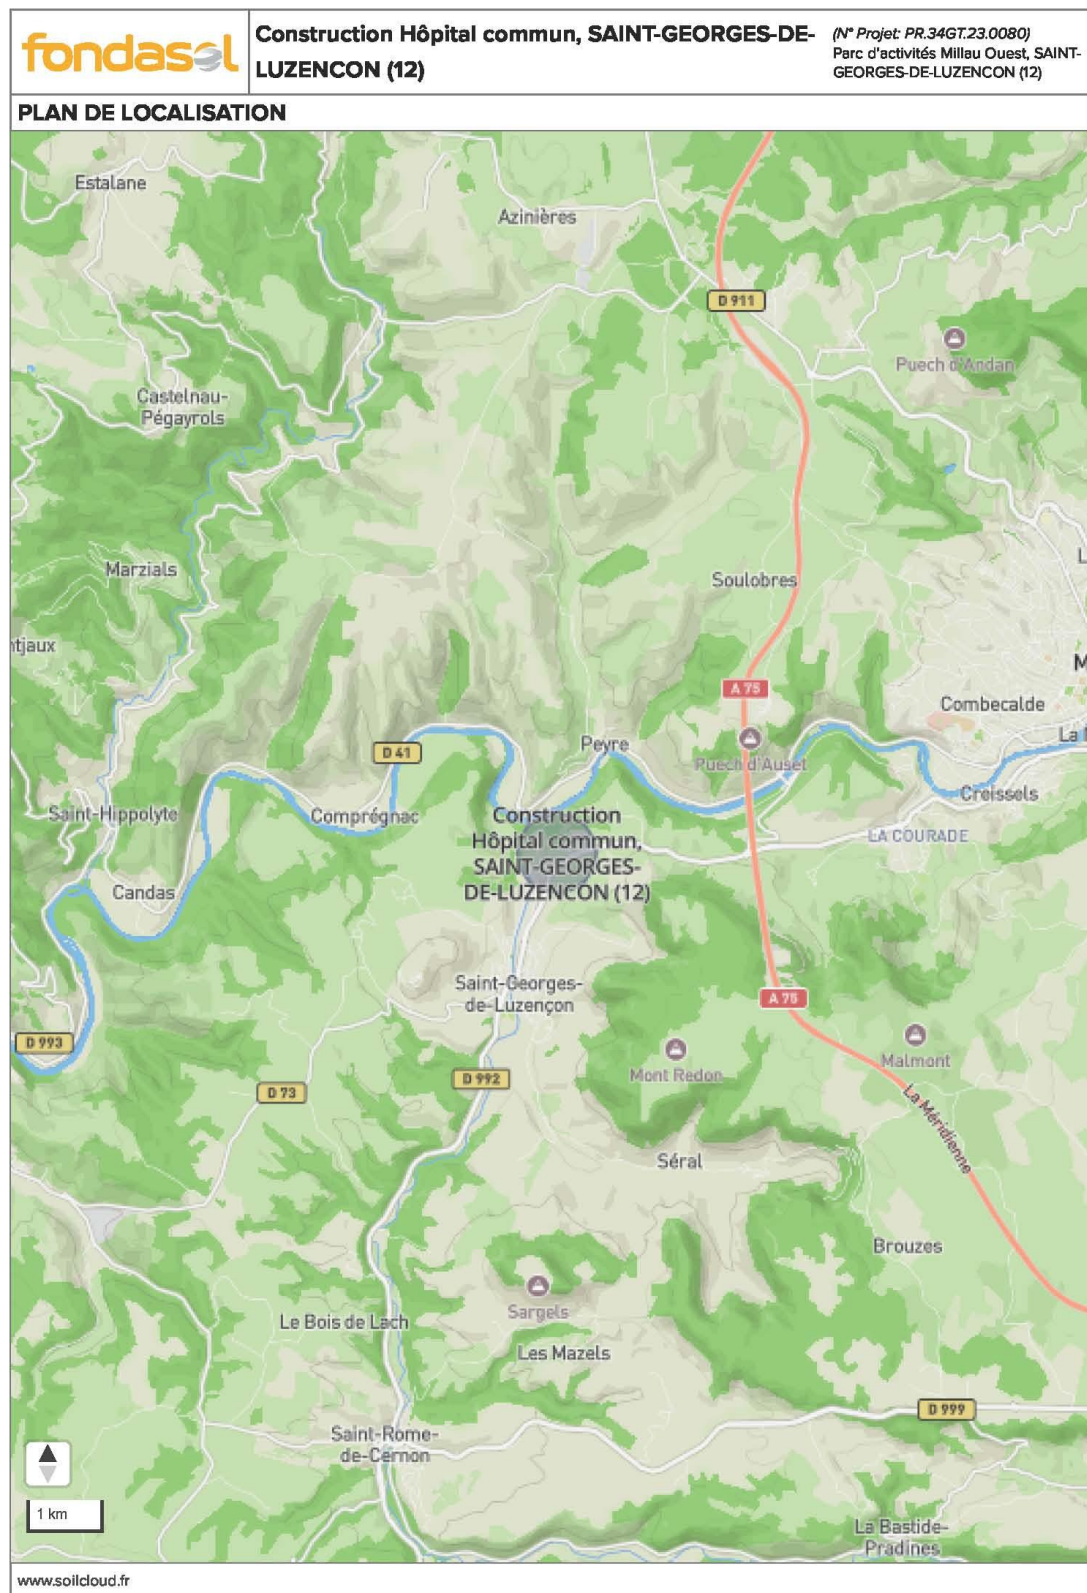 fondasol
Construction Hôpital commun, SAINT-GEORGES-DE-
LUZENCON (12)
(N° Projet: PR.34GT.23.0080)
Parc d'activités Millau Ouest, SAINT-
GEORGES-DE-LUZENCON (12)
PLAN DE LOCALISATION
Estalane
Azinières
D 911
Puech d'Andan
Castelnau-
Pégayrols
Marzials
Soulobres
L
tjaux
M
A 75
Combecalde
La
D 41
Peyre
Puech d'Auset
Creissels
Saint-Hippolyte
Comprégnac
Construction
Hôpital commun,
SAINT-GEORGES-
DE-LUZENCON (12)
LA COURADE
Candas
Saint-Georges-
de-Luzençon
A 75
D 993
Malmont
Mont Redon
D 992
D 73
La Méridienne
Séral
Brouzes
Sargels
Le Bois de Lach
Les Mazels
D 999
Saint-Rome-
de-Cernon
1 km
La Bastide-
Pradines
www.soilcloud.fr